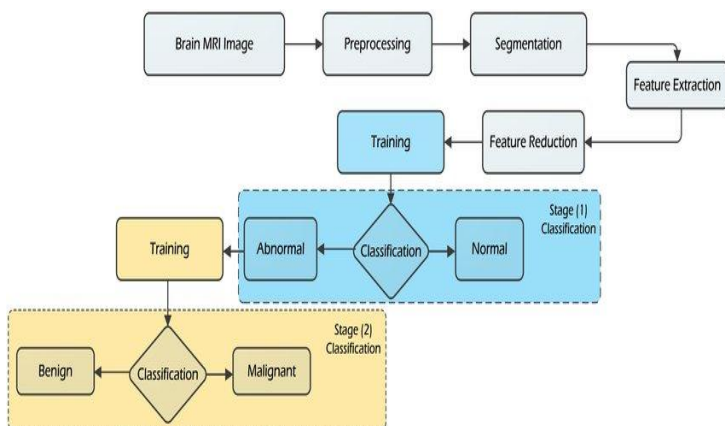 Brain MRI Image
Preprocessing
Segmentation
Feature Extraction
Feature Reduction
Training
Stage (1)
Classification
Abnormal
Classification
Normal
Training
Stage (2)
Classification
Benign
Classification
Malignant